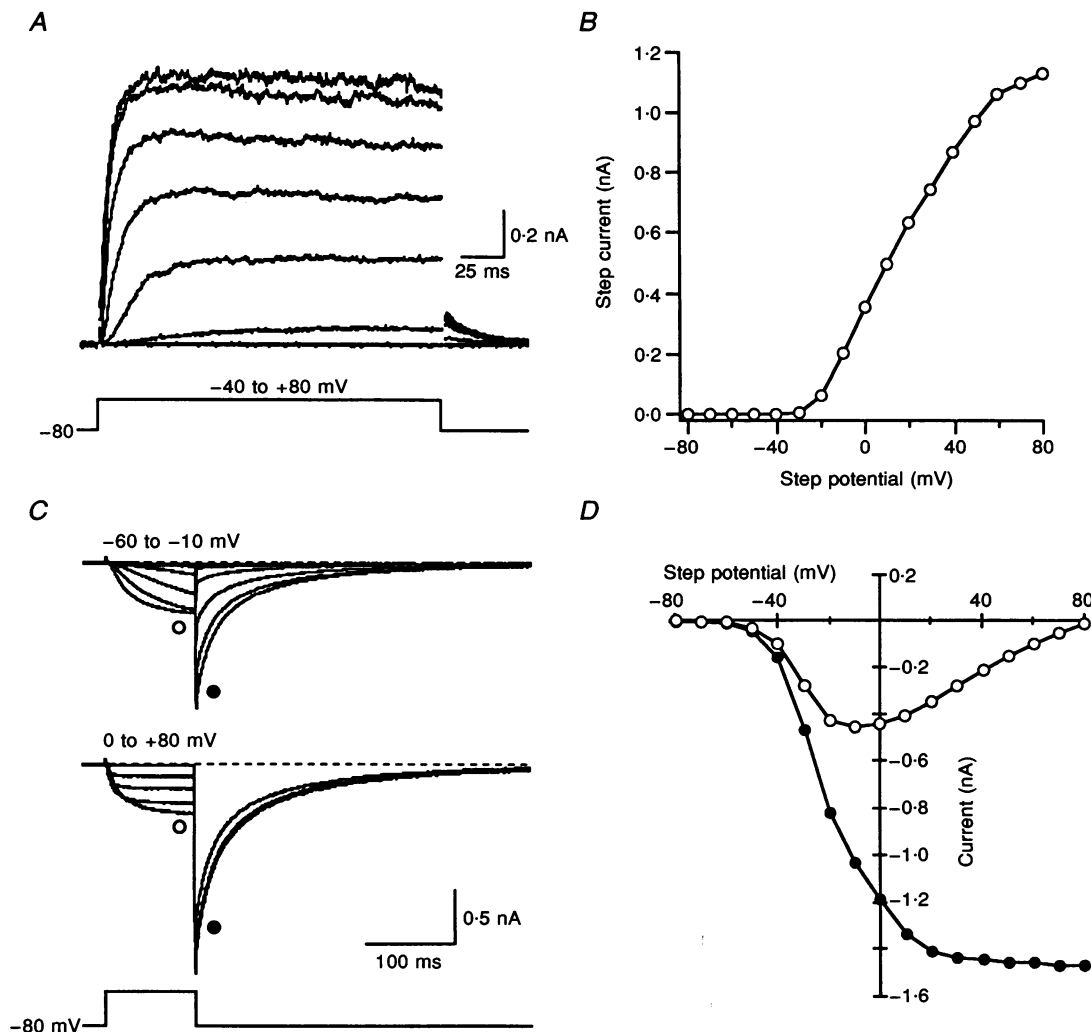 A
0·2 nA
25 ms
-40 to +80 mV
-80
B
1·2
1·0
0·8
0·6
0·4
0·2
0·0
Step current (nA)
-80
-40
0
40
80
Step potential (mV)
C
-60 to -10 mV
0 to +80 mV
0·5 nA
100 ms
-80 mV
D
Step potential (mV)
0·2
-80
-40
40
80
-0·2
-0·4
-0·6
-0·8
-1·0
-1·2
-1·6
Current (nA)